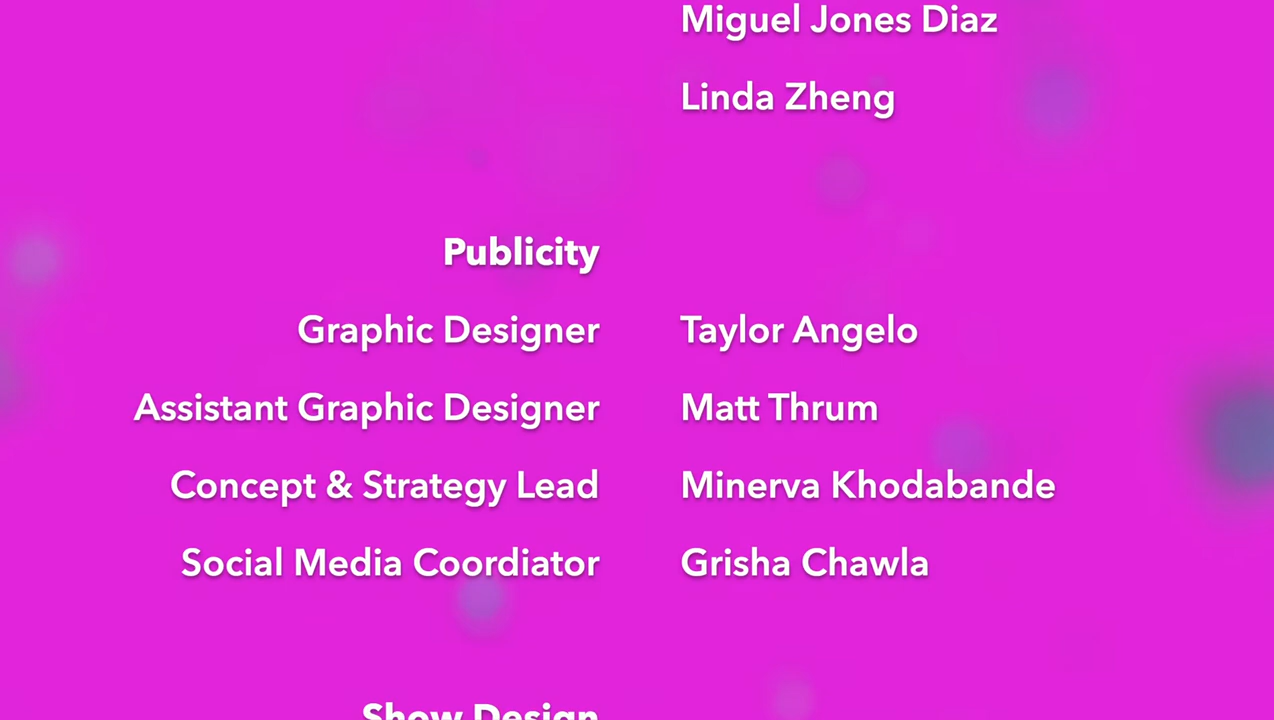 Miguel Jones Diaz
Linda Zheng
Publicity
Graphic Designer Taylor Angelo
Assistant Graphic Designer Matt Thrum
Concept & Strategy Lead Minerva Khodabande
Social Media Coordiator Grisha Chawla
Show Design